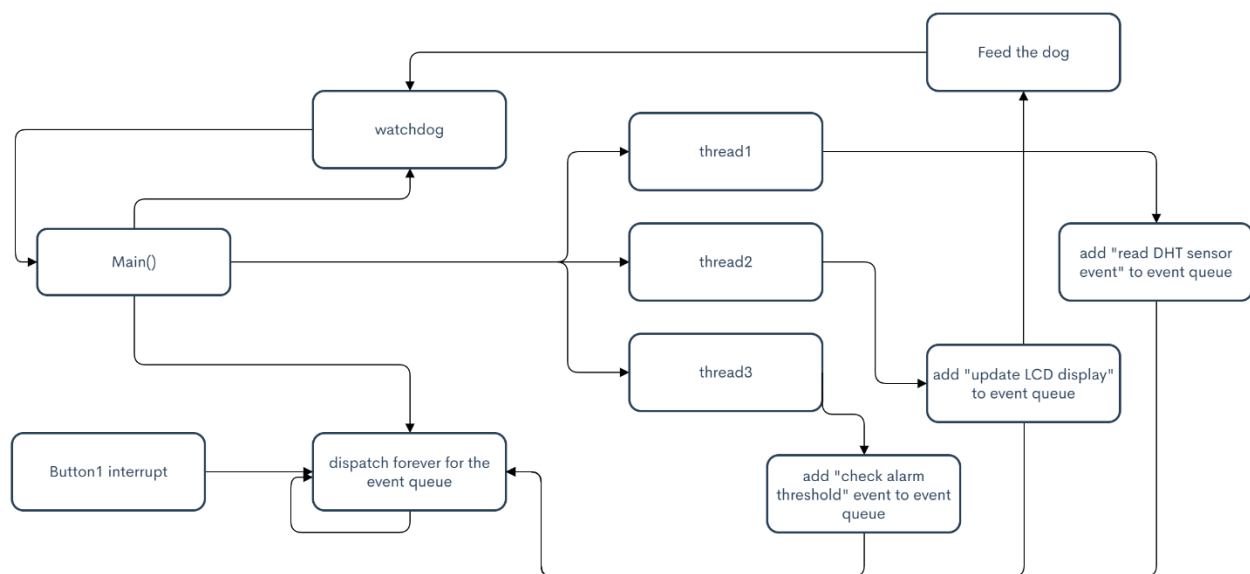 Feed the dog
watchdog
thread1
Main()
thread2
add "read DHT sensor
event" to event queue
thread3
add "update LCD display"
to event queue
Button1 interrupt
dispatch forever for the
event queue
add "check alarm
threshold" event to event
queue